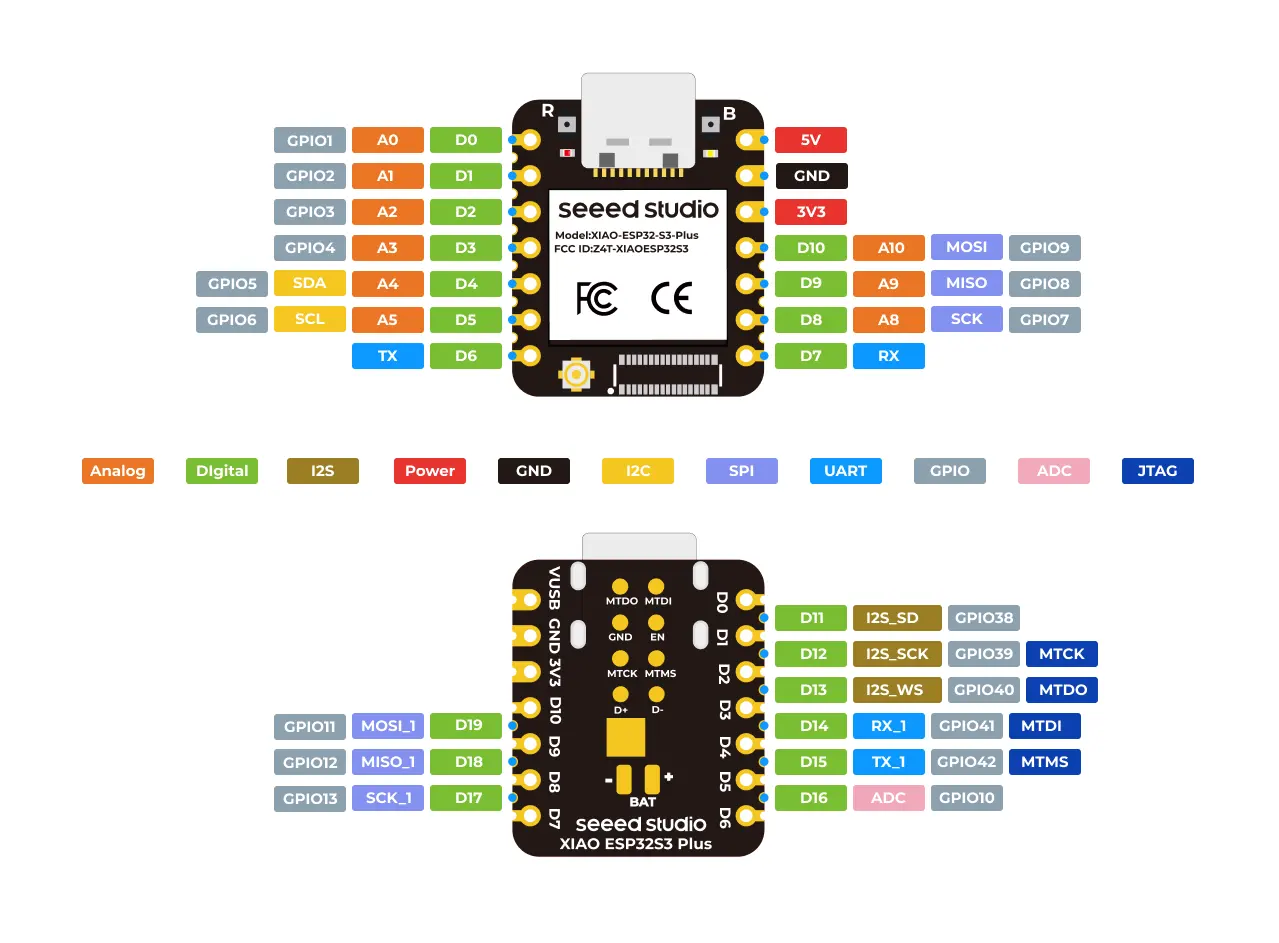 R B
GPIO1 A0 D0 5V
GPIO2 A1 D1 GND
GPIO3 A2 D2 3V3
seeed studio
Model:XIAO-ESP32-S3-Plus
FCC ID:Z4T-XIAOESP32S3
GPIO4 A3 D3 D10 A10 MOSI GPIO9
GPIO5 SDA A4 D4 D9 A9 MISO GPIO8
FC CE
GPIO6 SCL A5 D5 D8 A8 SCK GPIO7
TX D6 D7 RX
Analog DIgital I2S Power GND I2C SPI UART GPIO ADC JTAG
VUSB GND 3V3 D10 D9 D8 D7
MTDO MTDI
GND EN
MTCK MTMS
D+ D-
- +
BAT
seeed studio
XIAO ESP32S3 Plus
D0 D1 D2 D3 D4 D5 D6
D11 I2S_SD GPIO38
D12 I2S_SCK GPIO39 MTCK
D13 I2S_WS GPIO40 MTDO
GPIO11 MOSI_1 D19 D14 RX_1 GPIO41 MTDI
GPIO12 MISO_1 D18 D15 TX_1 GPIO42 MTMS
GPIO13 SCK_1 D17 D16 ADC GPIO10